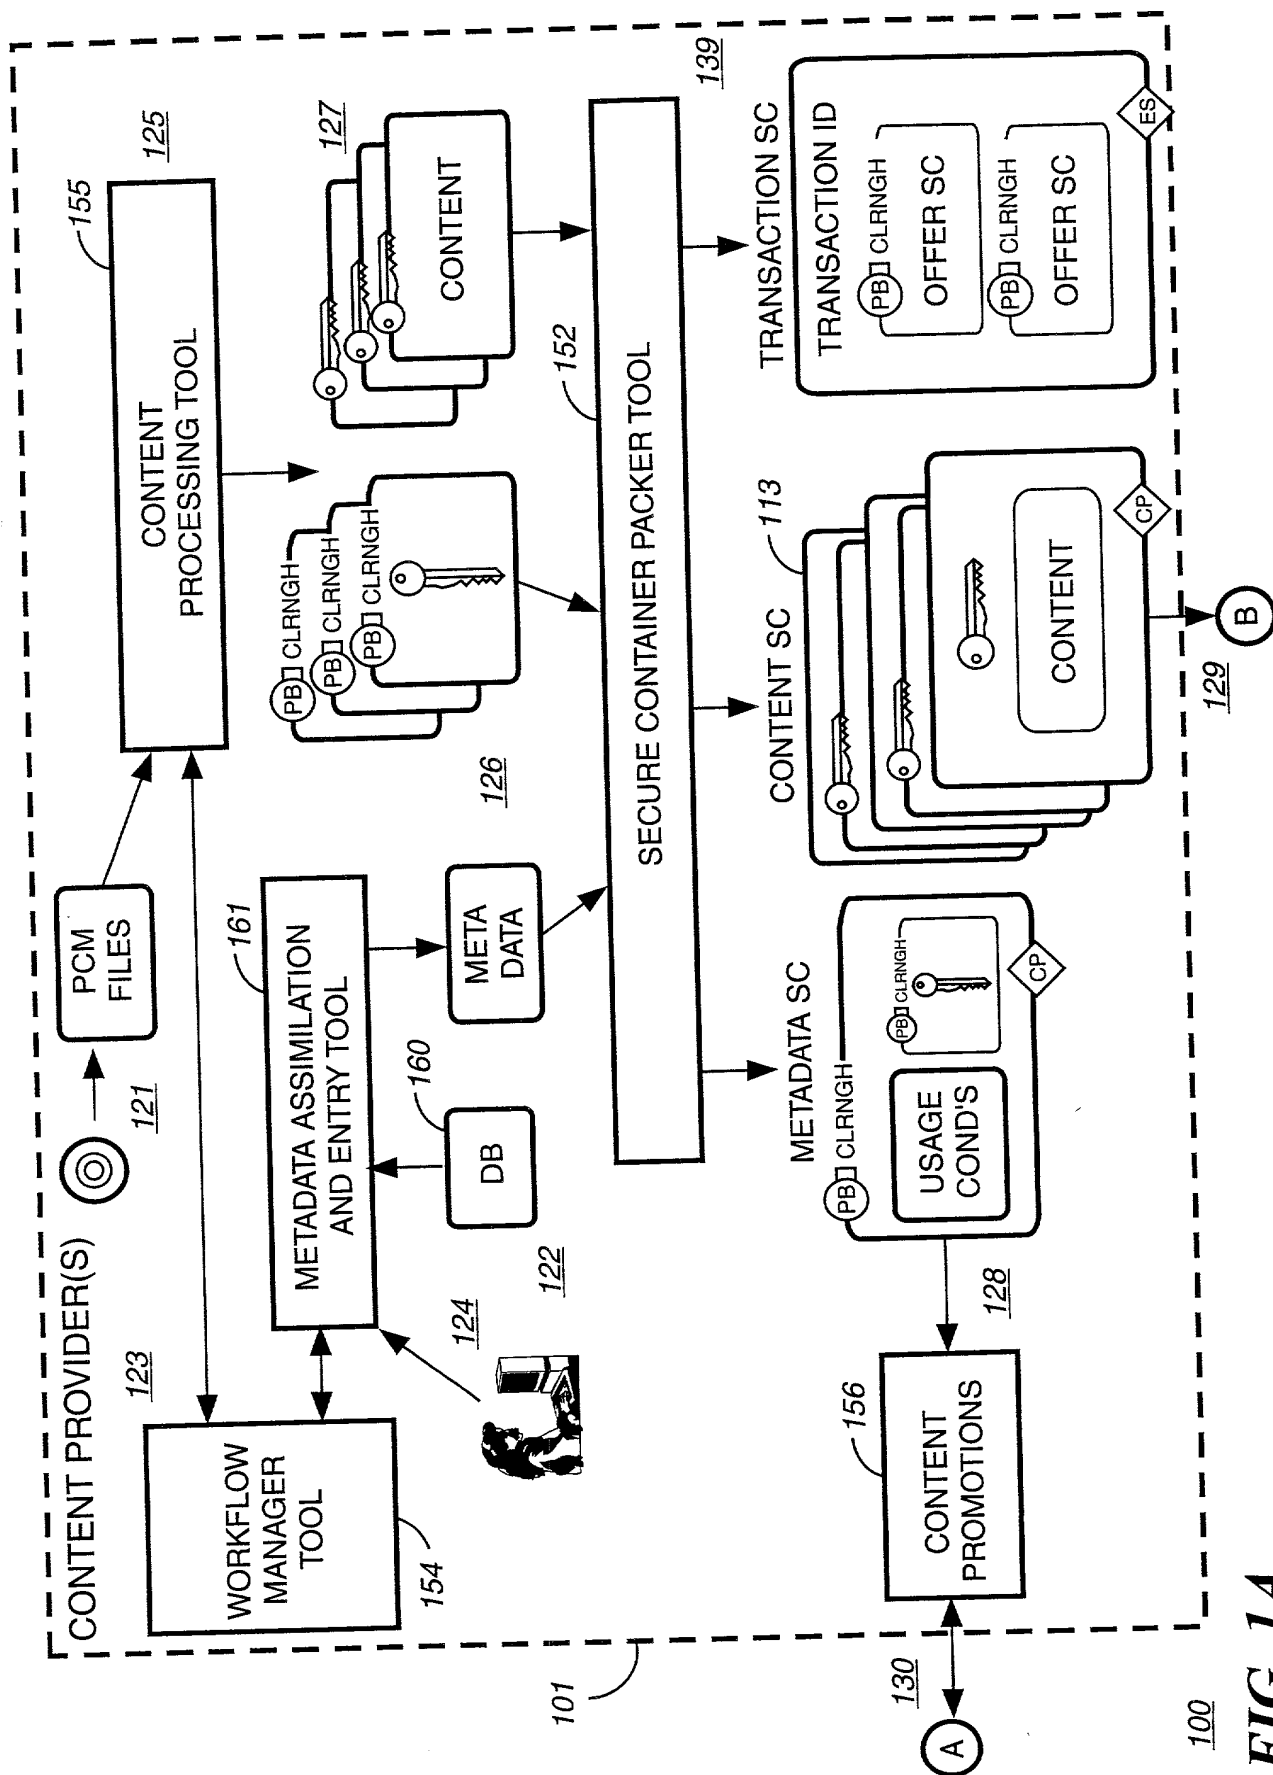 CONTENT PROVIDER(S)
123
WORKFLOW
MANAGER
TOOL
154
121
PCM
FILES
155
125
CONTENT
PROCESSING TOOL
161
METADATA ASSIMILATION
AND ENTRY TOOL
124
122
160
DB
META
DATA
126
PB CLRNGH
PB CLRNGH
PB CLRNGH
127
CONTENT
152
SECURE CONTAINER PACKER TOOL
139
METADATA SC
PB CLRNGH
USAGE
COND'S
PB CLRNGH
CP
128
156
CONTENT
PROMOTIONS
CONTENT SC
113
CONTENT
CP
TRANSACTION SC
TRANSACTION ID
PB CLRNGH
OFFER SC
PB CLRNGH
OFFER SC
ES
101
130
A
129
B
100
FIG. 1A